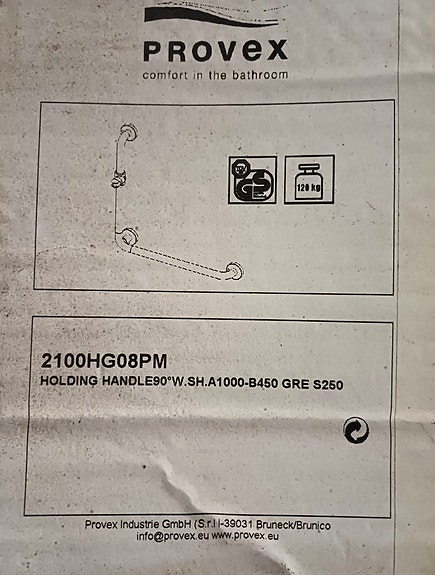 PROVEX
comfort in the bathroom
GS
120 kg
2100HG08PM
HOLDING HANDLE90°W.SH.A1000-B450 GRE S250
Provex Industrie GmbH (S.r.l I-39031 Bruneck/Brunico
info@provex.eu www.provex.eu